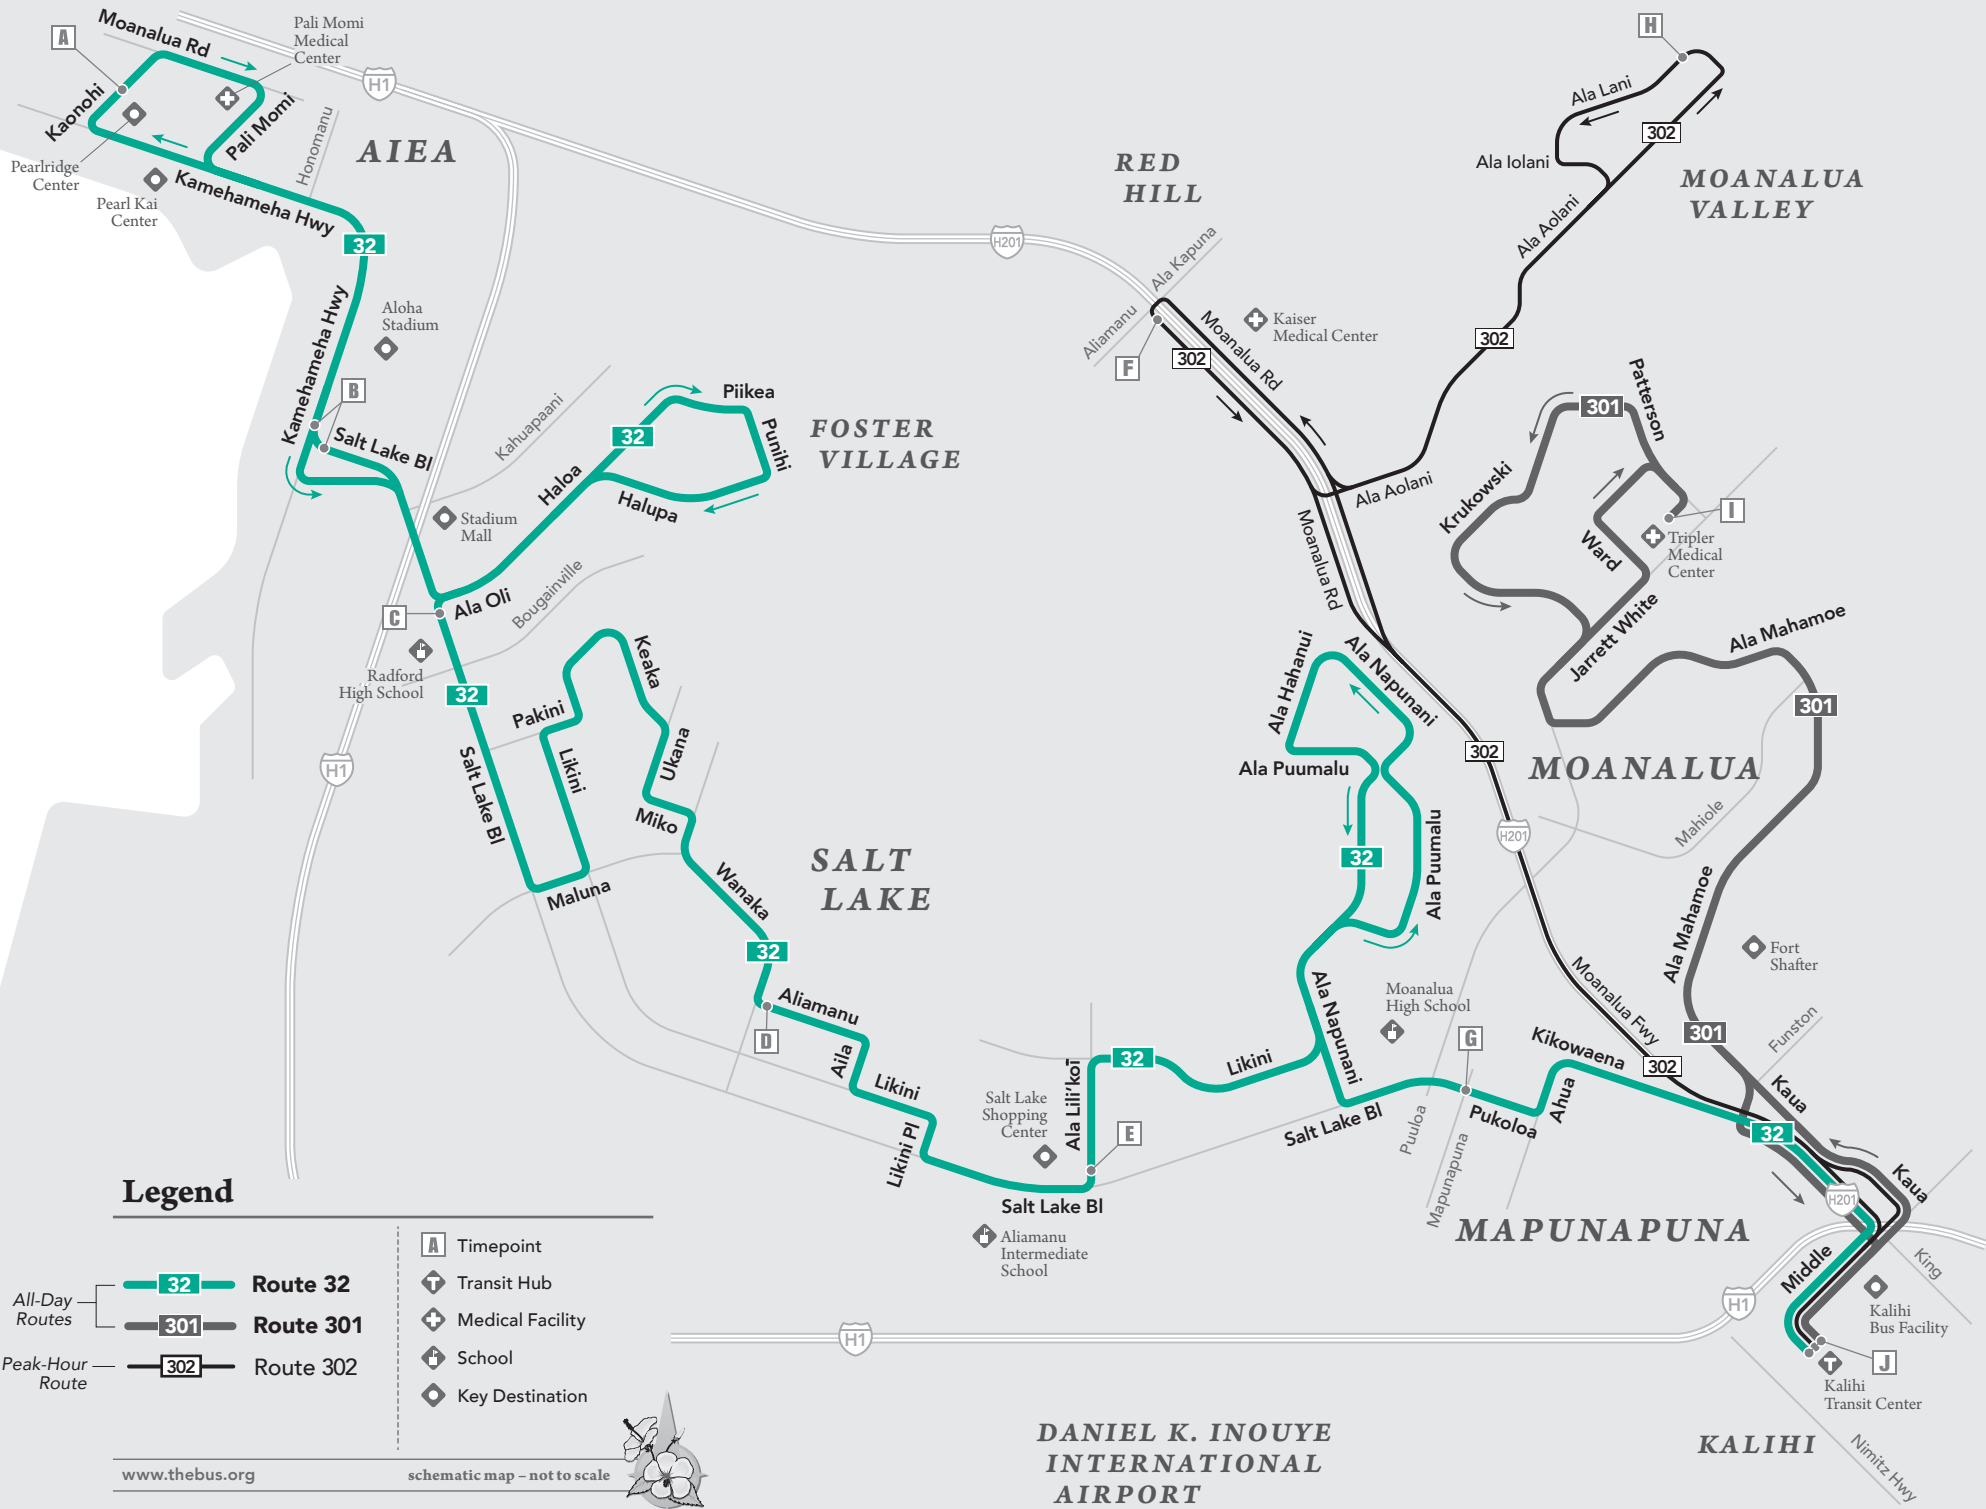 Moanalua Rd
A
Pali Momi
Medical
Center
H1
Kaonohi
Pali Momi
Honomanu
AIEA
Pearlridge
Center
Pearl Kai
Center
Kamehameha Hwy
32
Kamehameha Hwy
Aloha
Stadium
B
Salt Lake Bl
Kahuapaani
Haloa
32
Piikea
Punihi
Halupa
FOSTER
VILLAGE
Stadium
Mall
C
Ala Oli
Bougainville
Radford
High School
32
H1
Salt Lake Bl
Pakini
Likini
Keaka
Ukana
Miko
Maluna
Wanaka
32
SALT
LAKE
Aliamanu
D
Aila
Likini
Likini Pl
Salt Lake
Shopping
Center
Ala Lili'koī
E
Salt Lake Bl
Aliamanu
Intermediate
School
32
Likini
H201
RED
HILL
Ala Kapuna
Aliamanu
F
302
Moanalua Rd
Kaiser
Medical Center
H
Ala Lani
302
Ala Iolani
MOANALUA
VALLEY
Ala Aolani
302
Ala Aolani
Moanalua Rd
Patterson
301
Krukowski
Ward
I
Tripler
Medical
Center
Jarrett White
Ala Mahamoe
301
Ala Hahanui
Ala Napunani
Ala Puumalu
32
Ala Puumalu
302
MOANALUA
H201
Mahiole
Ala Mahamoe
Fort
Shafter
Ala Napunani
Moanalua
High School
G
Moanalua Fwy
Kikowaena
302
301
Funston
Kaua
Salt Lake Bl
Puuloa
Mapunapuna
Pukoloa
Ahua
32
Kaua
H201
MAPUNAPUNA
Middle
King
H1
Kalihi
Bus Facility
J
Kalihi
Transit Center
KALIHI
Nimitz Hwy
H1
DANIEL K. INOUYE
INTERNATIONAL
AIRPORT
Legend
All-Day
Routes
32 Route 32
301 Route 301
Peak-Hour
Route
302 Route 302
A Timepoint
Transit Hub
Medical Facility
School
Key Destination
www.thebus.org
schematic map – not to scale